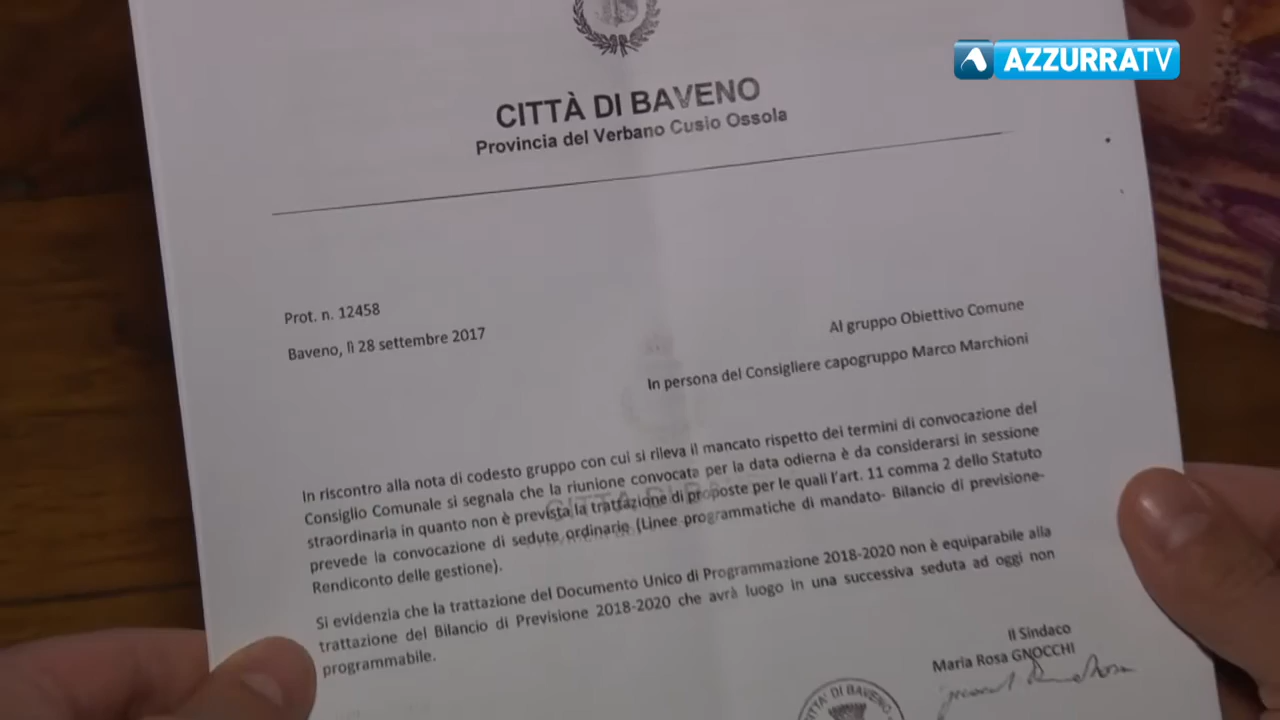 AZZURRATV
CITTÀ DI BAVENO
Provincia del Verbano Cusio Ossola
Prot. n. 12458
Baveno, lì 28 settembre 2017
Al gruppo Obiettivo Comune
In persona del Consigliere capogruppo Marco Marchioni
In riscontro alla nota di codesto gruppo con cui si rileva il mancato rispetto dei termini di convocazione del
Consiglio Comunale si segnala che la riunione convocata per la data odierna è da considerarsi in sessione
straordinaria in quanto non è prevista la trattazione di proposte per le quali l'art. 11 comma 2 dello Statuto
prevede la convocazione di sedute ordinarie (Linee programmatiche di mandato- Bilancio di previsione-
Rendiconto delle gestione).
Si evidenzia che la trattazione del Documento Unico di Programmazione 2018-2020 non è equiparabile alla
trattazione del Bilancio di Previsione 2018-2020 che avrà luogo in una successiva seduta ad oggi non
programmabile.
Il Sindaco
Maria Rosa GNOCCHI
CITTA' DI BAVENO